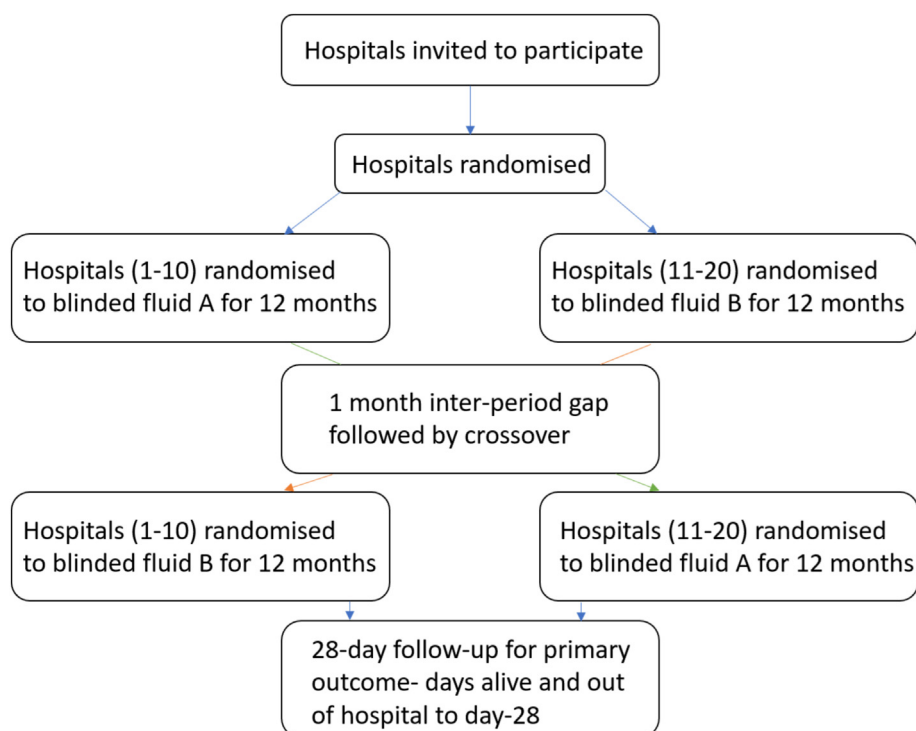 Hospitals invited to participate
Hospitals randomised
Hospitals (1-10) randomised
to blinded fluid A for 12 months
Hospitals (11-20) randomised
to blinded fluid B for 12 months
1 month inter-period gap
followed by crossover
Hospitals (1-10) randomised
to blinded fluid B for 12 months
Hospitals (11-20) randomised
to blinded fluid A for 12 months
28-day follow-up for primary
outcome- days alive and out
of hospital to day-28